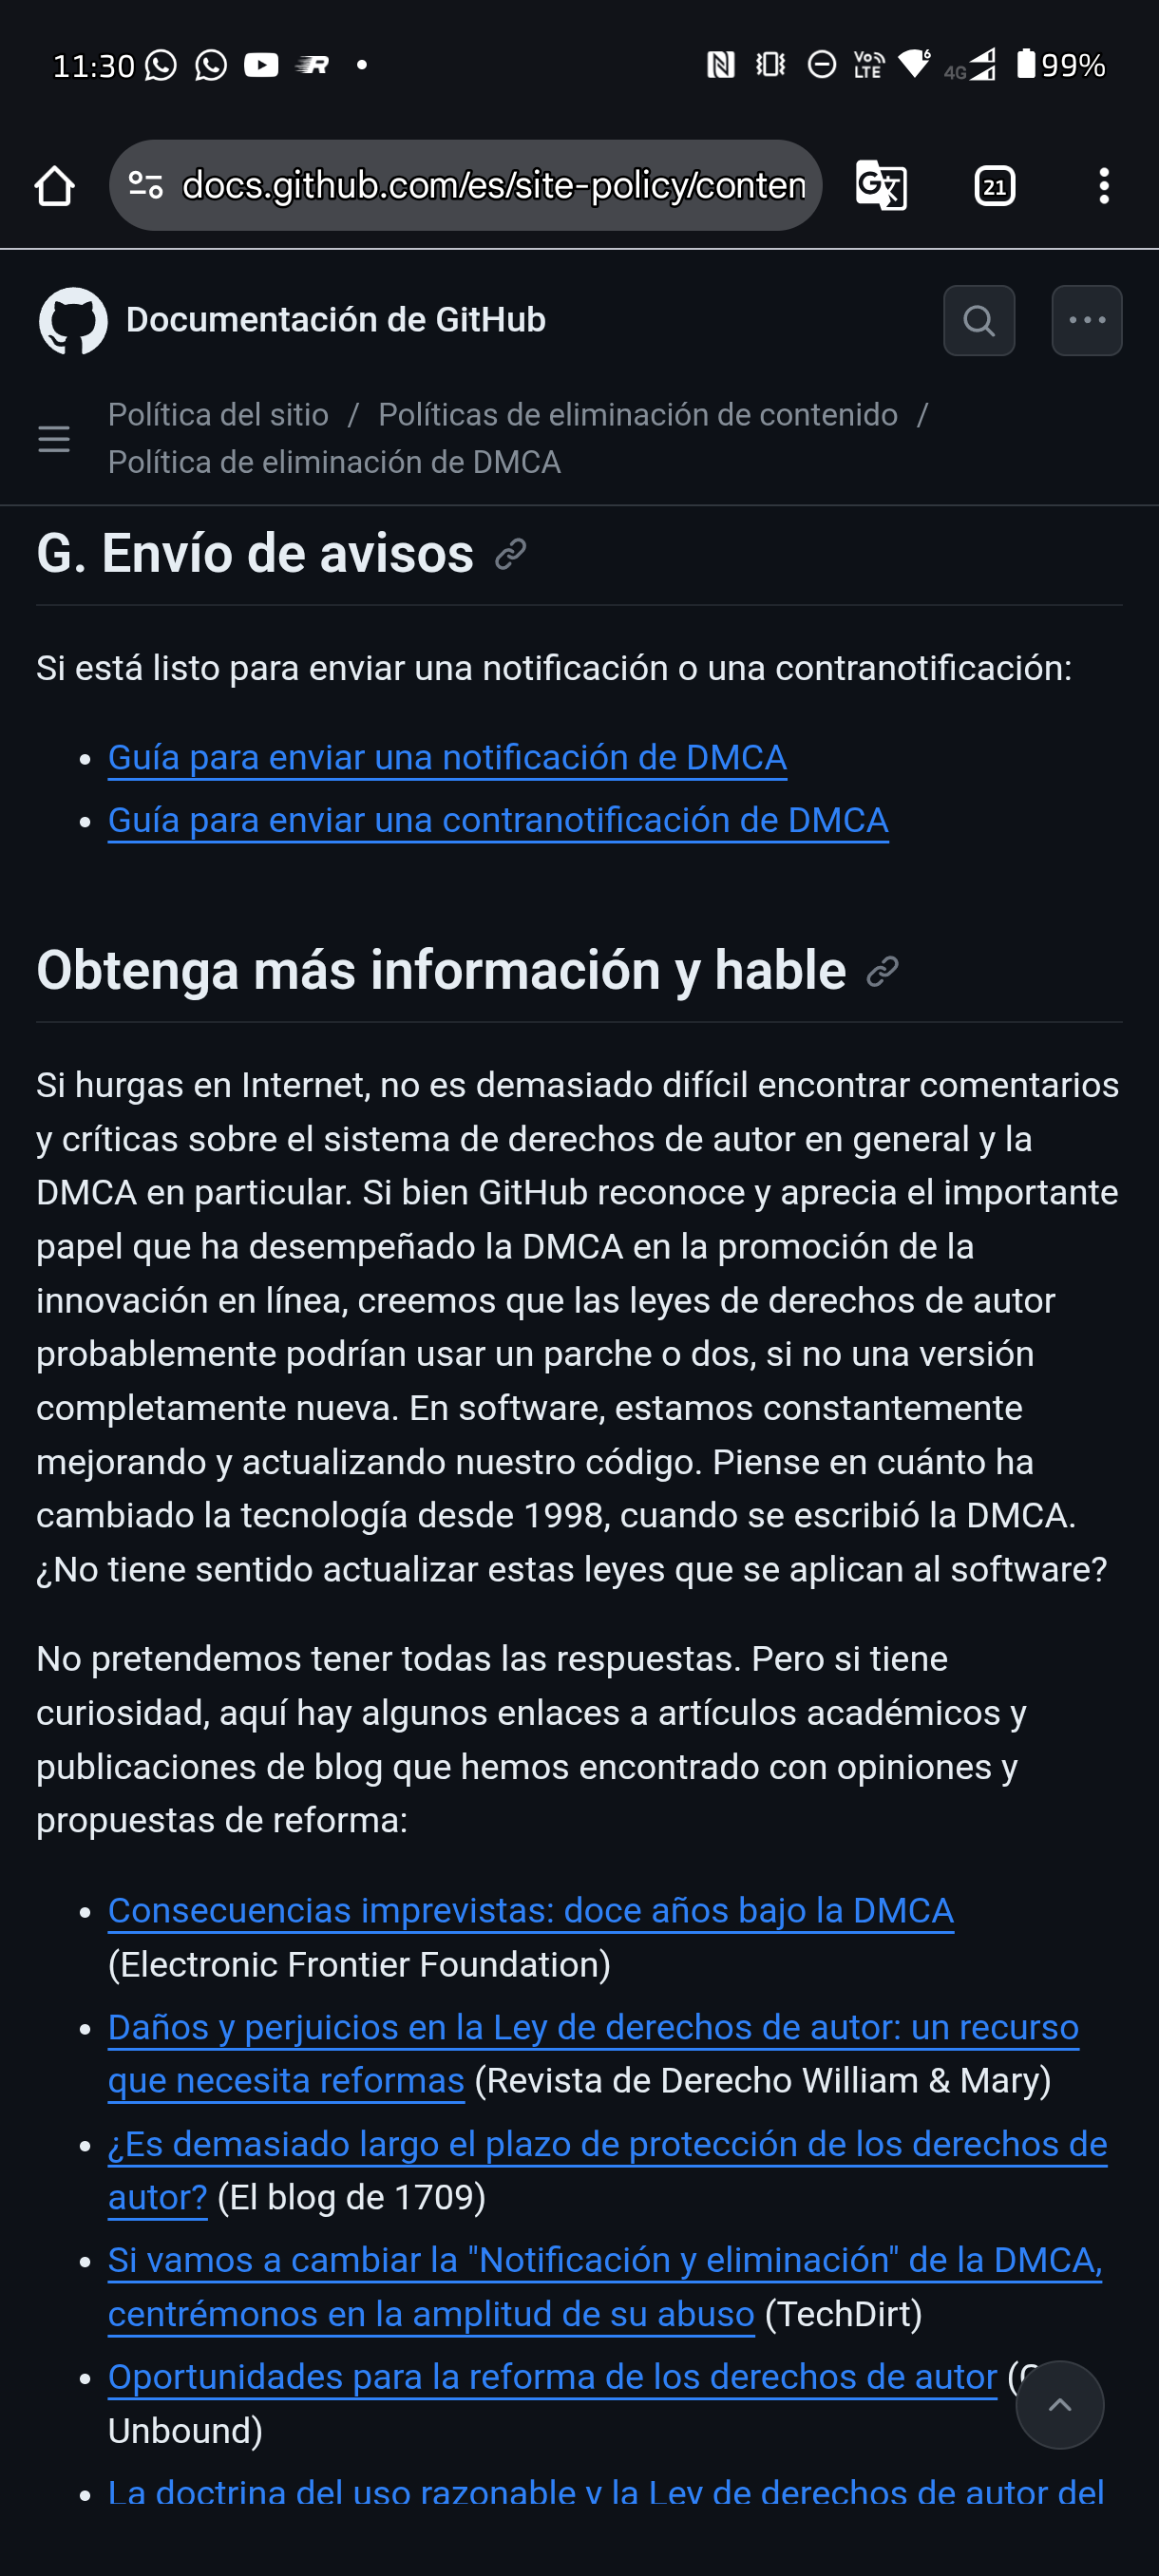 11:30
Vo LTE
6
4G
99%
docs.github.com/es/site-policy/conten
21
Documentación de GitHub
Política del sitio / Políticas de eliminación de contenido /
Política de eliminación de DMCA
G. Envío de avisos
Si está listo para enviar una notificación o una contranotificación:
• Guía para enviar una notificación de DMCA
• Guía para enviar una contranotificación de DMCA
Obtenga más información y hable
Si hurgas en Internet, no es demasiado difícil encontrar comentarios
y críticas sobre el sistema de derechos de autor en general y la
DMCA en particular. Si bien GitHub reconoce y aprecia el importante
papel que ha desempeñado la DMCA en la promoción de la
innovación en línea, creemos que las leyes de derechos de autor
probablemente podrían usar un parche o dos, si no una versión
completamente nueva. En software, estamos constantemente
mejorando y actualizando nuestro código. Piense en cuánto ha
cambiado la tecnología desde 1998, cuando se escribió la DMCA.
¿No tiene sentido actualizar estas leyes que se aplican al software?
No pretendemos tener todas las respuestas. Pero si tiene
curiosidad, aquí hay algunos enlaces a artículos académicos y
publicaciones de blog que hemos encontrado con opiniones y
propuestas de reforma:
• Consecuencias imprevistas: doce años bajo la DMCA
(Electronic Frontier Foundation)
• Daños y perjuicios en la Ley de derechos de autor: un recurso
que necesita reformas (Revista de Derecho William & Mary)
• ¿Es demasiado largo el plazo de protección de los derechos de
autor? (El blog de 1709)
• Si vamos a cambiar la "Notificación y eliminación" de la DMCA,
centrémonos en la amplitud de su abuso (TechDirt)
• Oportunidades para la reforma de los derechos de autor
Unbound)
• La doctrina del uso razonable y la Ley de derechos de autor del